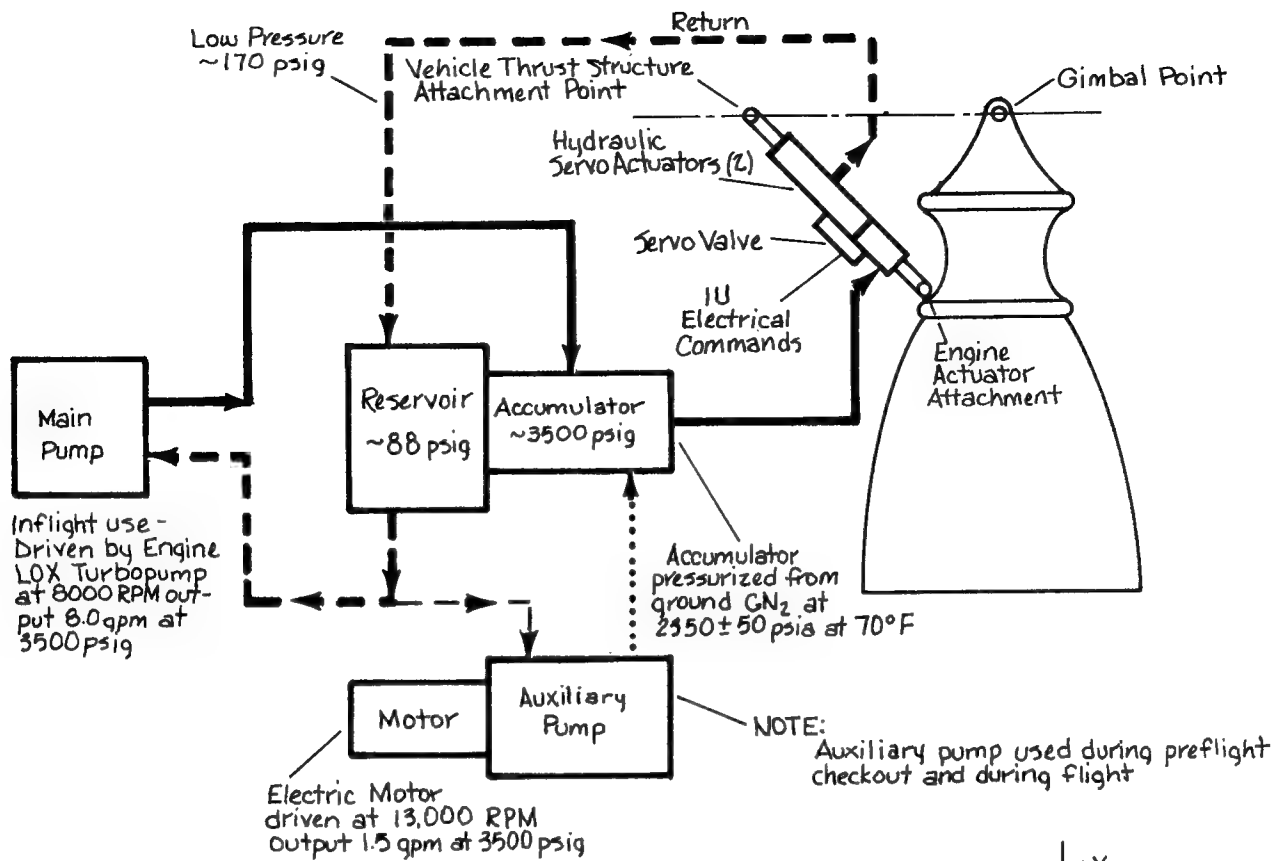 Return
Low Pressure
~170 psig
Vehicle Thrust Structure
Attachment Point
Gimbal Point
Hydraulic
Servo Actuators (2)
Servo Valve
IU
Electrical
Commands
Engine
Actuator
Attachment
Main
Pump
Reservoir
~88 psig
Accumulator
~3500 psig
Inflight use -
Driven by Engine
LOX Turbopump
at 8000 RPM out-
put 8.0 gpm at
3500 psig
Accumulator
pressurized from
ground GN2 at
2350 ± 50 psia at 70°F
Motor
Auxiliary
Pump
NOTE:
Auxiliary pump used during preflight
checkout and during flight
Electric Motor
driven at 13,000 RPM
output 1.5 gpm at 3500 psig